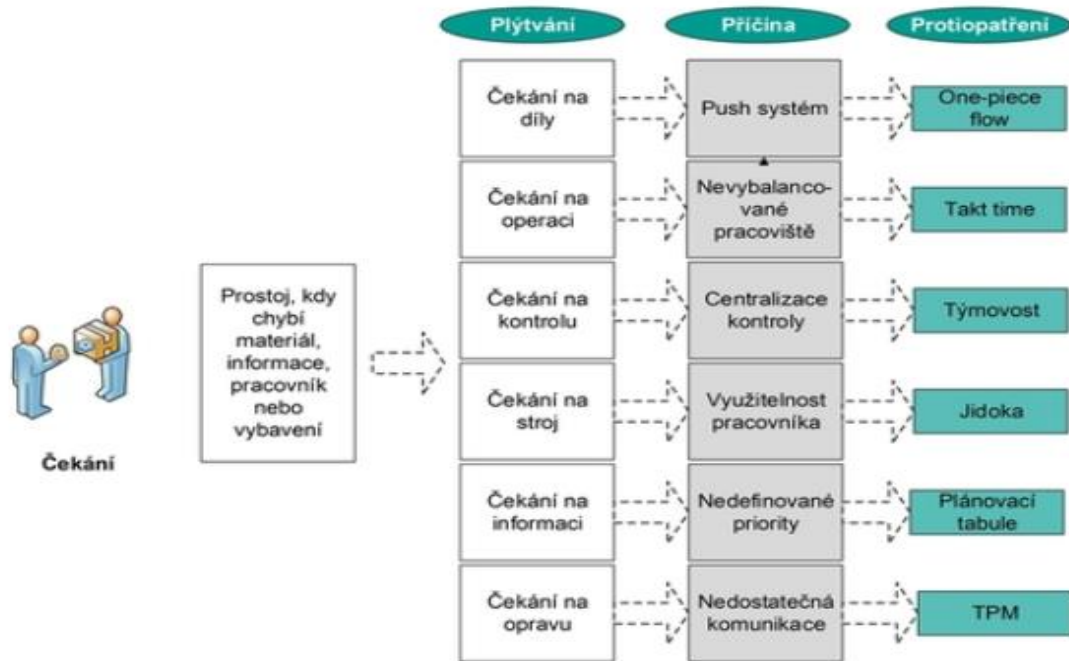 Plýtvání
Příčina
Protiopatření
Čekání na
díly
Push systém
One-piece
flow
Čekání na
operaci
Nevybalanco-
vané
pracoviště
Takt time
Prostoj, kdy
chybí
materiál,
informace,
pracovník
nebo
vybavení
Čekání
Čekání na
kontrolu
Centralizace
kontroly
Týmovost
Čekání na
stroj
Využitelnost
pracovníka
Jidoka
Čekání na
informaci
Nedefinované
priority
Plánovací
tabule
Čekání na
opravu
Nedostatečná
komunikace
TPM